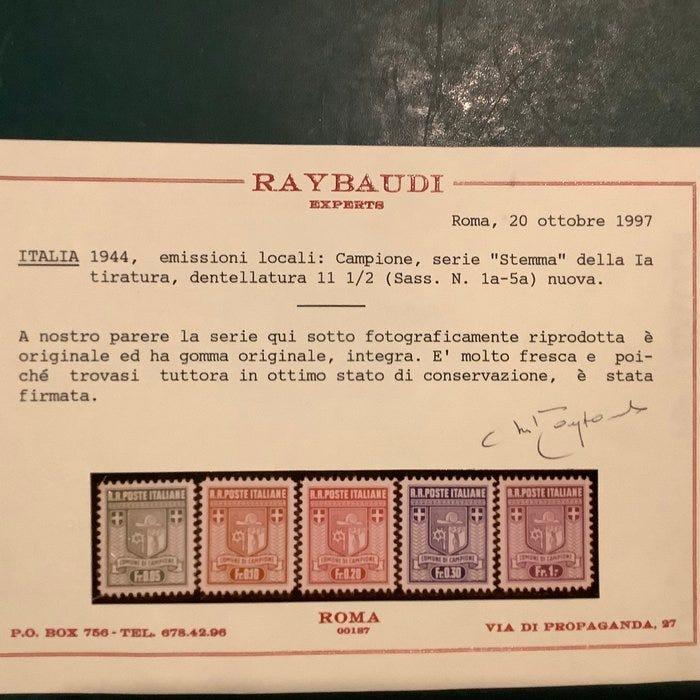 RAYBAUDI
EXPERTS
Roma, 20 ottobre 1997
ITALIA 1944, emissioni locali: Campione, serie "Stemma" della Ia
tiratura, dentellatura 11 1/2 (Sass. N. 1a-5a) nuova.
A nostro parere la serie qui sotto fotograficamente riprodotta è
originale ed ha gomma originale, integra. E' molto fresca e poi-
ché trovasi tuttora in ottimo stato di conservazione, è stata
firmata.
R.R. POSTE ITALIANE R.R. POSTE ITALIANE R.R. POSTE ITALIANE R.R. POSTE ITALIANE R.R. POSTE ITALIANE
COMUNE DI CAMPIONE COMUNE DI CAMPIONE COMUNE DI CAMPIONE COMUNE DI CAMPIONE COMUNE DI CAMPIONE
Fr. 0.05 Fr. 0.10 Fr. 0.20 Fr. 0.30 Fr. 1.-
ROMA
00187
P.O. BOX 756 - TEL. 678.42.96
VIA DI PROPAGANDA, 27